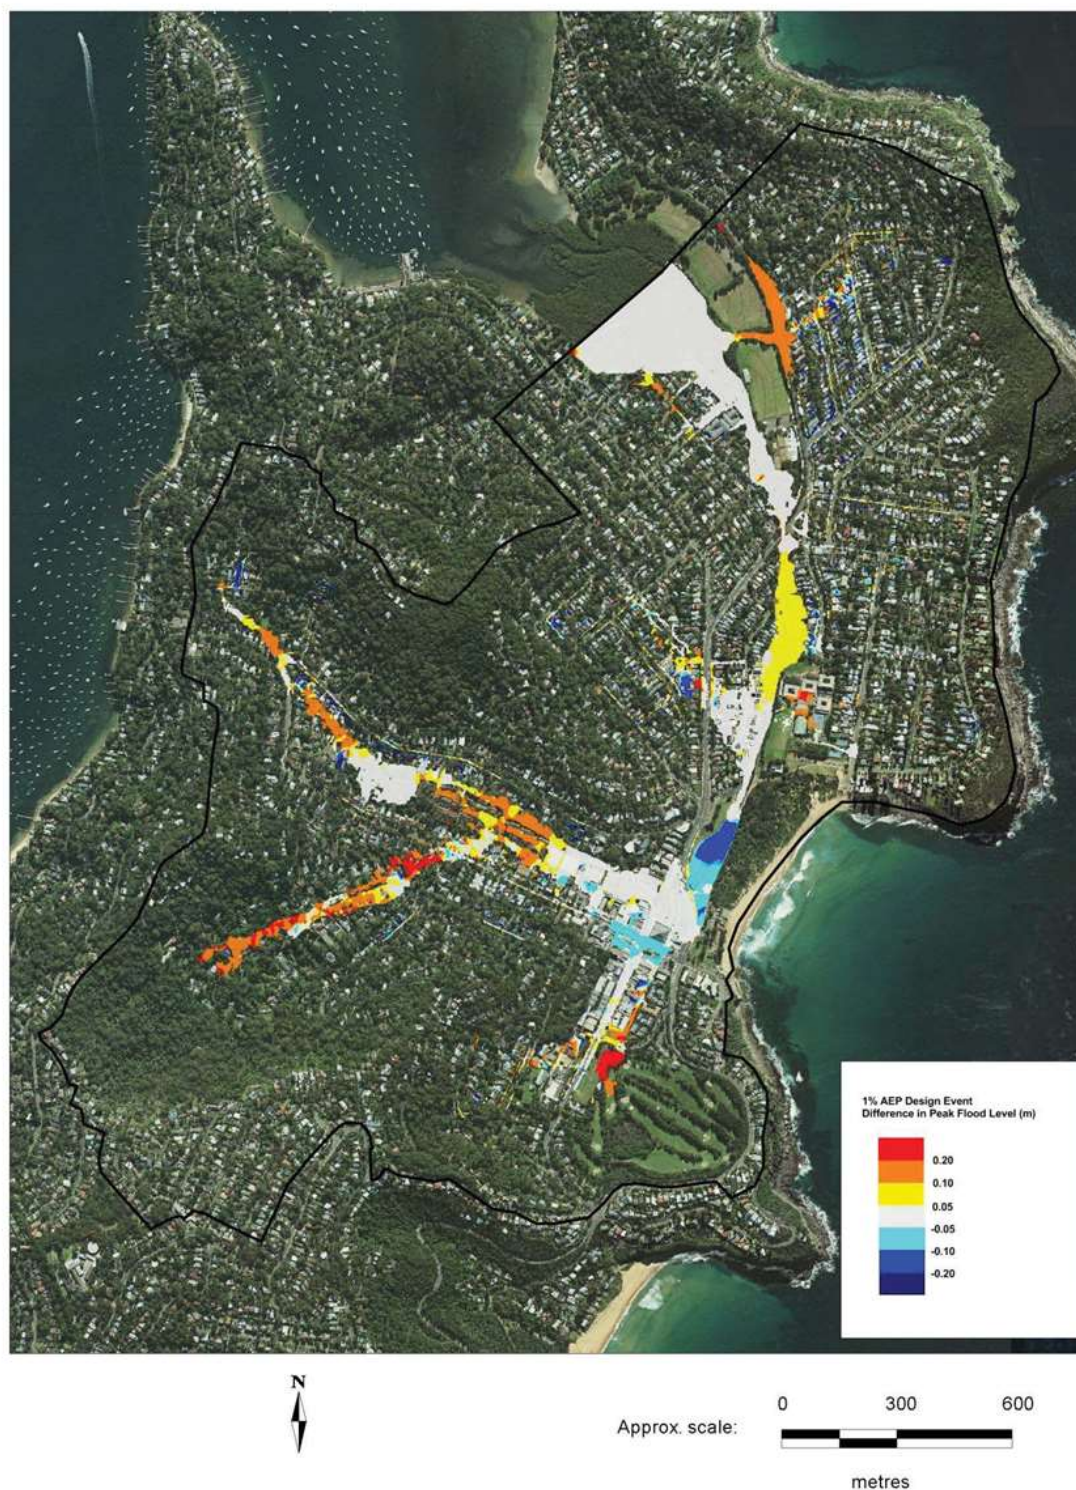 1% AEP Design Event
Difference in Peak Flood Level (m)
0.20
0.10
0.05
-0.05
-0.10
-0.20
N
Approx. scale:
0 300 600
metres